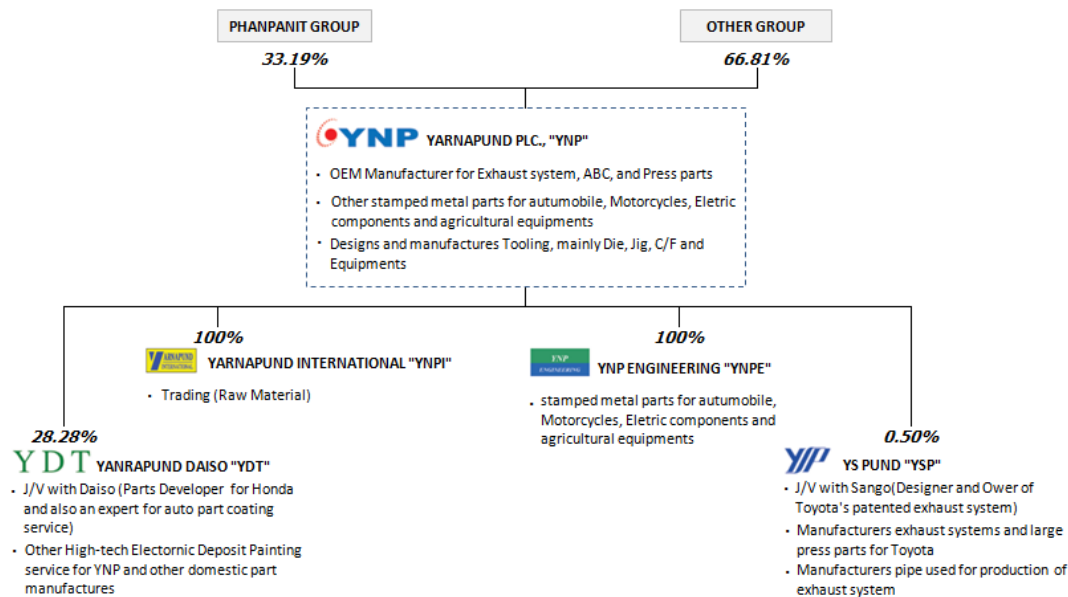 PHANPANIT GROUP
OTHER GROUP
33.19%
66.81%
YNP YARNAPUND PLC., "YNP"
• OEM Manufacturer for Exhaust system, ABC, and Press parts
• Other stamped metal parts for autumobile, Motorcycles, Eletric
components and agricultural equipments
• Designs and manufactures Tooling, mainly Die, Jig, C/F and
Equipments
100%
YARNAPUND
INTERNATIONAL
YARNAPUND INTERNATIONAL "YNPI"
• Trading (Raw Material)
100%
YNP
ENGINEERING
YNP ENGINEERING "YNPE"
• stamped metal parts for autumobile,
Motorcycles, Eletric components and
agricultural equipments
28.28%
YDT YANRAPUND DAISO "YDT"
• J/V with Daiso (Parts Developer for Honda
and also an expert for auto part coating
service)
• Other High-tech Electornic Deposit Painting
service for YNP and other domestic part
manufactures
0.50%
YS PUND "YSP"
• J/V with Sango(Designer and Ower of
Toyota's patented exhaust system)
• Manufacturers exhaust systems and large
press parts for Toyota
• Manufacturers pipe used for production of
exhaust system